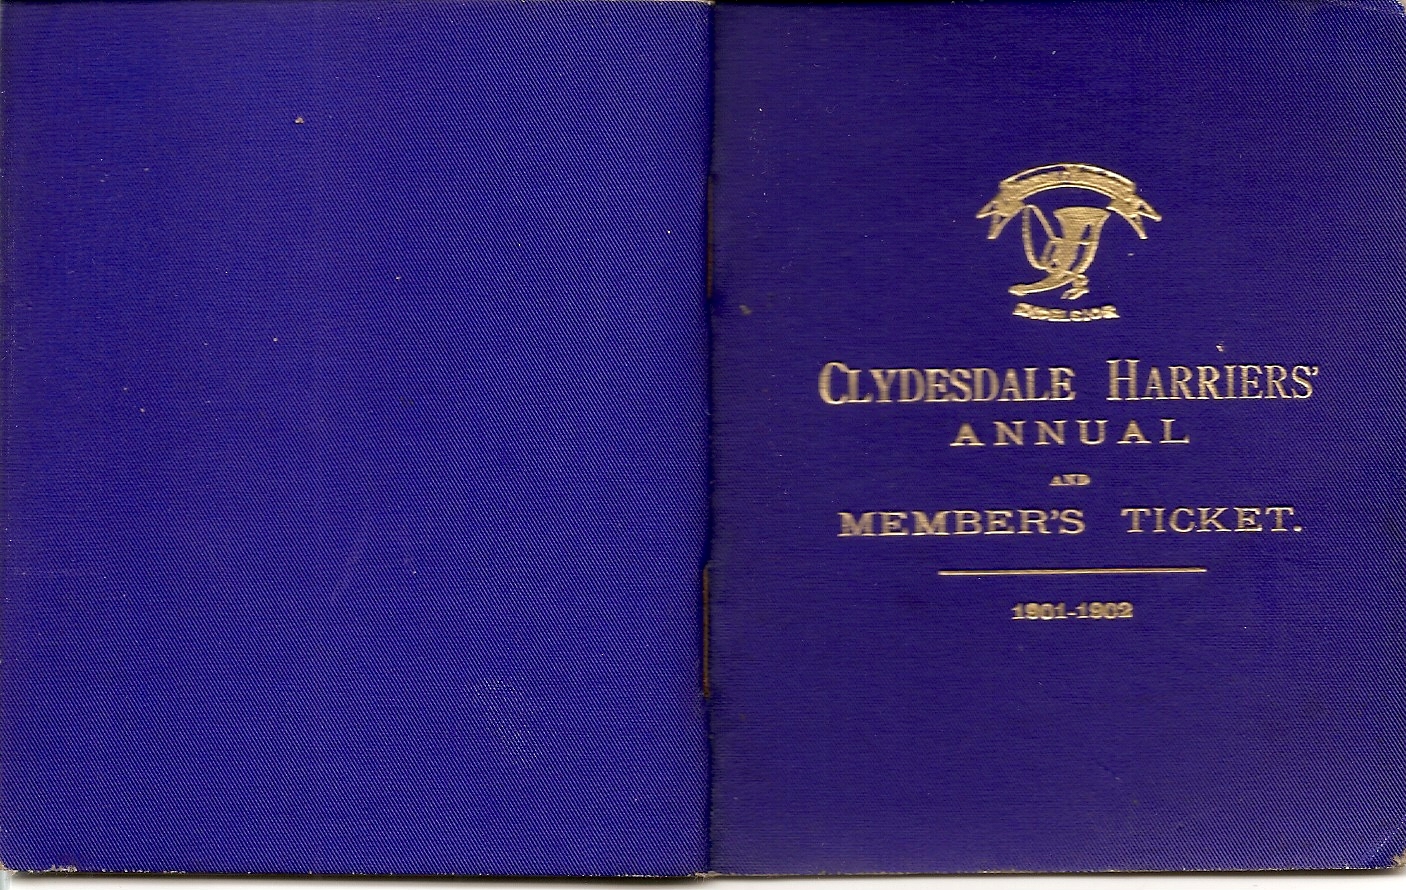 EXCELSIOR
CLYDESDALE HARRIERS'
ANNUAL
AND
MEMBER'S TICKET.
1901-1902